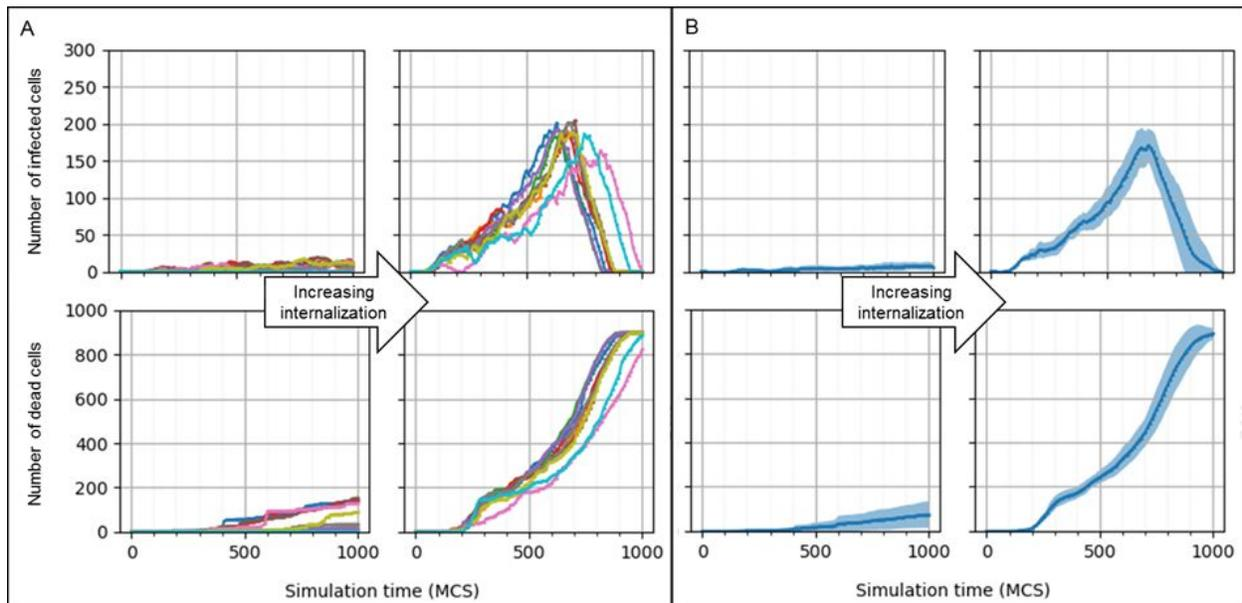 A
B
Number of infected cells
300
250
200
150
100
50
0
Increasing
internalization
Increasing
internalization
Number of dead cells
1000
800
600
400
200
0
0
500
1000
0
500
1000
0
500
1000
0
500
1000
Simulation time (MCS)
Simulation time (MCS)